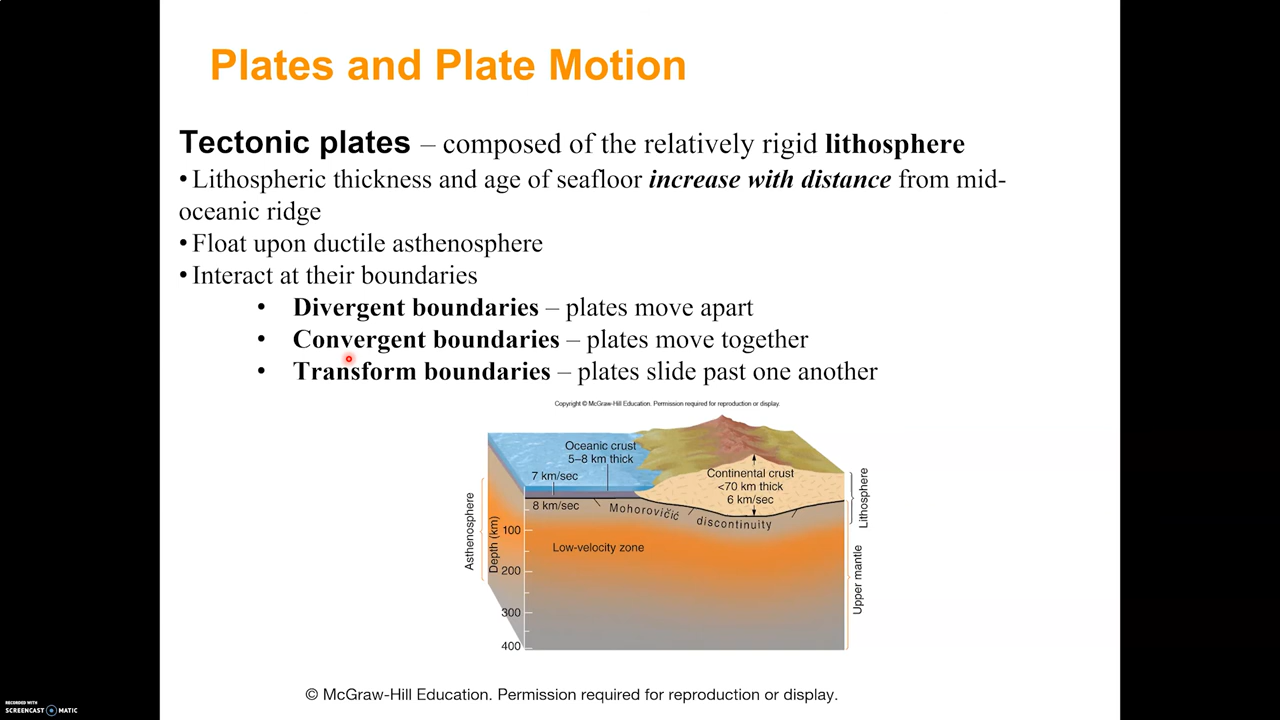 Plates and Plate Motion
Tectonic plates – composed of the relatively rigid lithosphere
• Lithospheric thickness and age of seafloor increase with distance from mid-
oceanic ridge
• Float upon ductile asthenosphere
• Interact at their boundaries
• Divergent boundaries – plates move apart
• Convergent boundaries – plates move together
• Transform boundaries – plates slide past one another
Copyright © McGraw-Hill Education. Permission required for reproduction or display.
Oceanic crust
5–8 km thick
7 km/sec
8 km/sec
Mohorovičić discontinuity
Continental crust
<70 km thick
6 km/sec
Lithosphere
Asthenosphere
Depth (km)
100
Low-velocity zone
200
300
400
Upper mantle
© McGraw-Hill Education. Permission required for reproduction or display.
RECORDED WITH
SCREENCAST MATIC